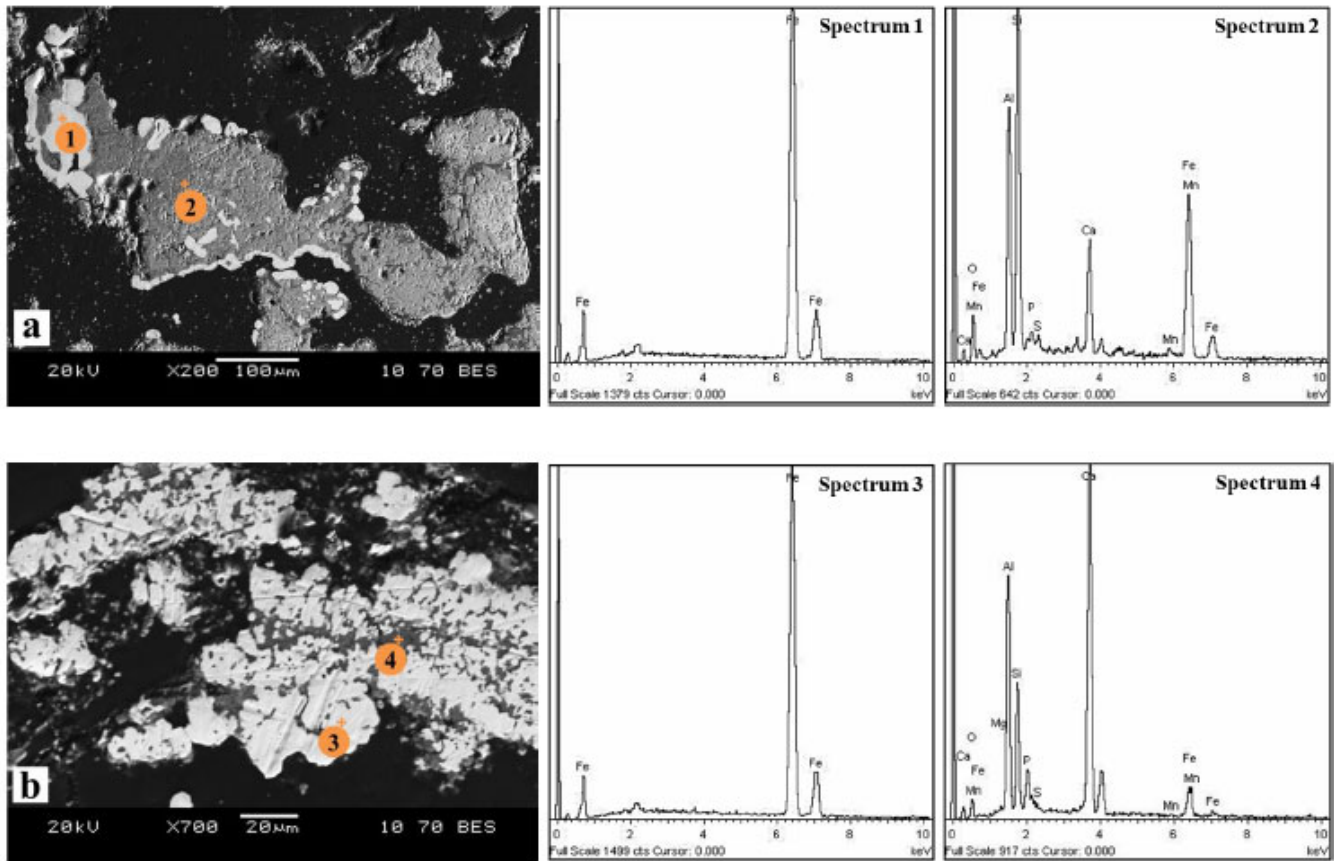 1
2
a
20kV X200 100µm 10 70 BES
Spectrum 1
Fe
Fe
Fe
0 2 4 6 8 10
Full Scale 1379 cts Cursor: 0.000 keV
Spectrum 2
Si
Al
Fe
Mn
Ca
O
Fe
Mn
Ca
P
S
Mn
Fe
0 2 4 6 8 10
Full Scale 642 cts Cursor: 0.000 keV
4
3
b
20kV X700 20µm 10 70 BES
Spectrum 3
Fe
Fe
Fe
0 2 4 6 8 10
Full Scale 1499 cts Cursor: 0.000 keV
Spectrum 4
Ca
Al
Si
Mg
O
Ca
Fe
Mn
P
S
Fe
Mn
Mn
Fe
0 2 4 6 8 10
Full Scale 917 cts Cursor: 0.000 keV